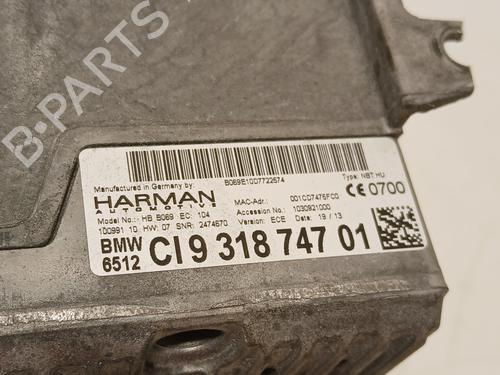 B-PARTS
Manufactured in Germany by:
B069E10D7722574
HARMAN
AUTOMOTIVE
MAC-Adr.: 001CD7475FC0
Type: NBT HU
CE 0700
Model No.: HB B069 EC: 104
Accession No.: 1030921000
100991 10 HW: 07 SNR: 2474670
Version: ECE Date: 19 / 13
BMW
6512 CI 9 318 747 01